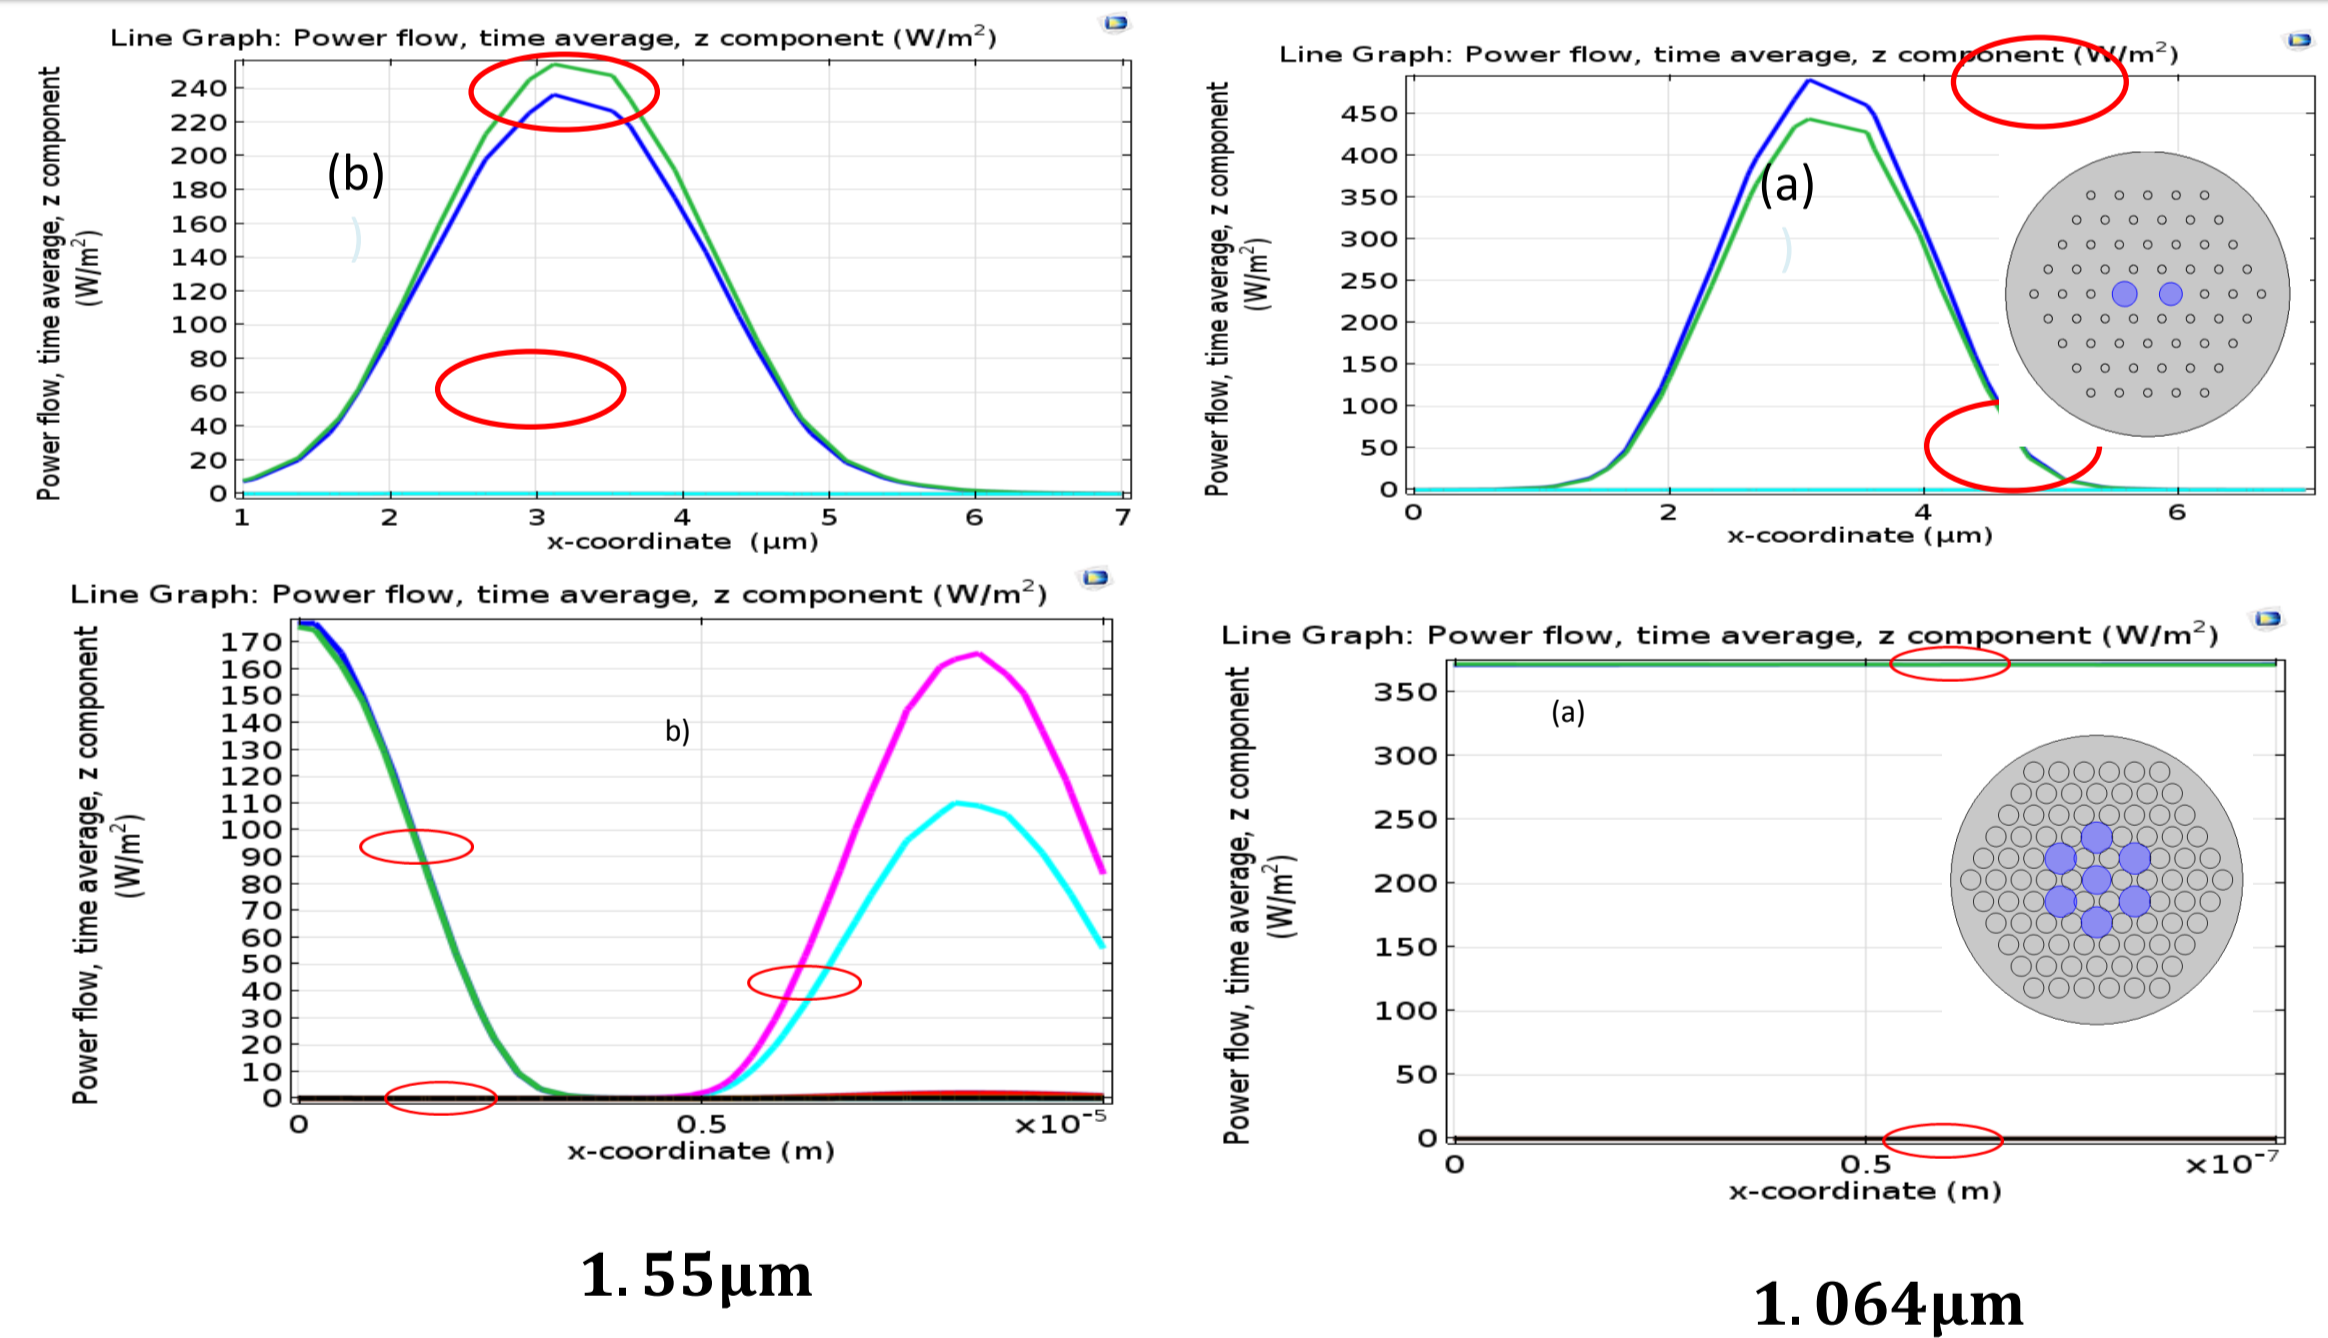 Line Graph: Power flow, time average, z component (W/m²)
Power flow, time average, z component
(W/m²)
240
220
200
180
160
140
120
100
80
60
40
20
0
(b)
)
1 2 3 4 5 6 7
x-coordinate (μm)
Line Graph: Power flow, time average, z component (W/m²)
Power flow, time average, z component
(W/m²)
450
400
350
300
250
200
150
100
50
0
(a)
)
0 2 4 6
x-coordinate (μm)
Line Graph: Power flow, time average, z component (W/m²)
Power flow, time average, z component
(W/m²)
170
160
150
140
130
120
110
100
90
80
70
60
50
40
30
20
10
0
b)
0 0.5 ×10⁻⁵
x-coordinate (m)
Line Graph: Power flow, time average, z component (W/m²)
Power flow, time average, z component
(W/m²)
350
300
250
200
150
100
50
0
(a)
0 0.5 ×10⁻⁷
x-coordinate (m)
1.55μm
1.064μm